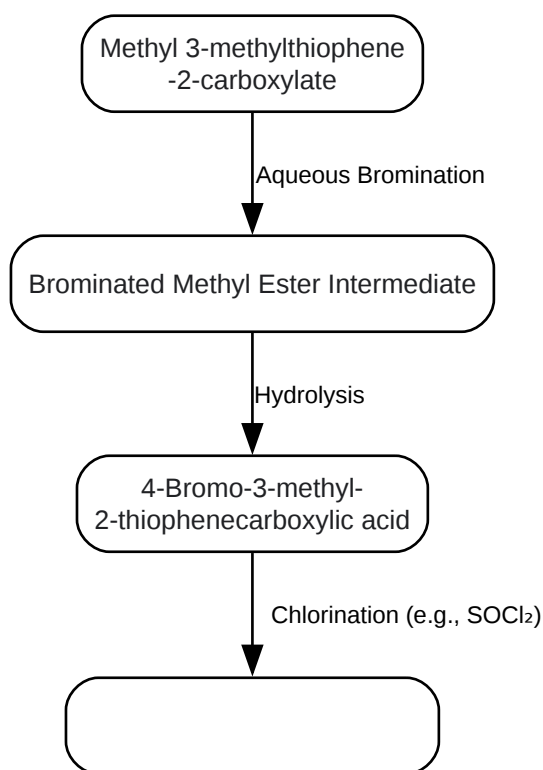 Methyl 3-methylthiophene
-2-carboxylate
Aqueous Bromination
Brominated Methyl Ester Intermediate
Hydrolysis
4-Bromo-3-methyl-
2-thiophenecarboxylic acid
Chlorination (e.g., SOCl₂)